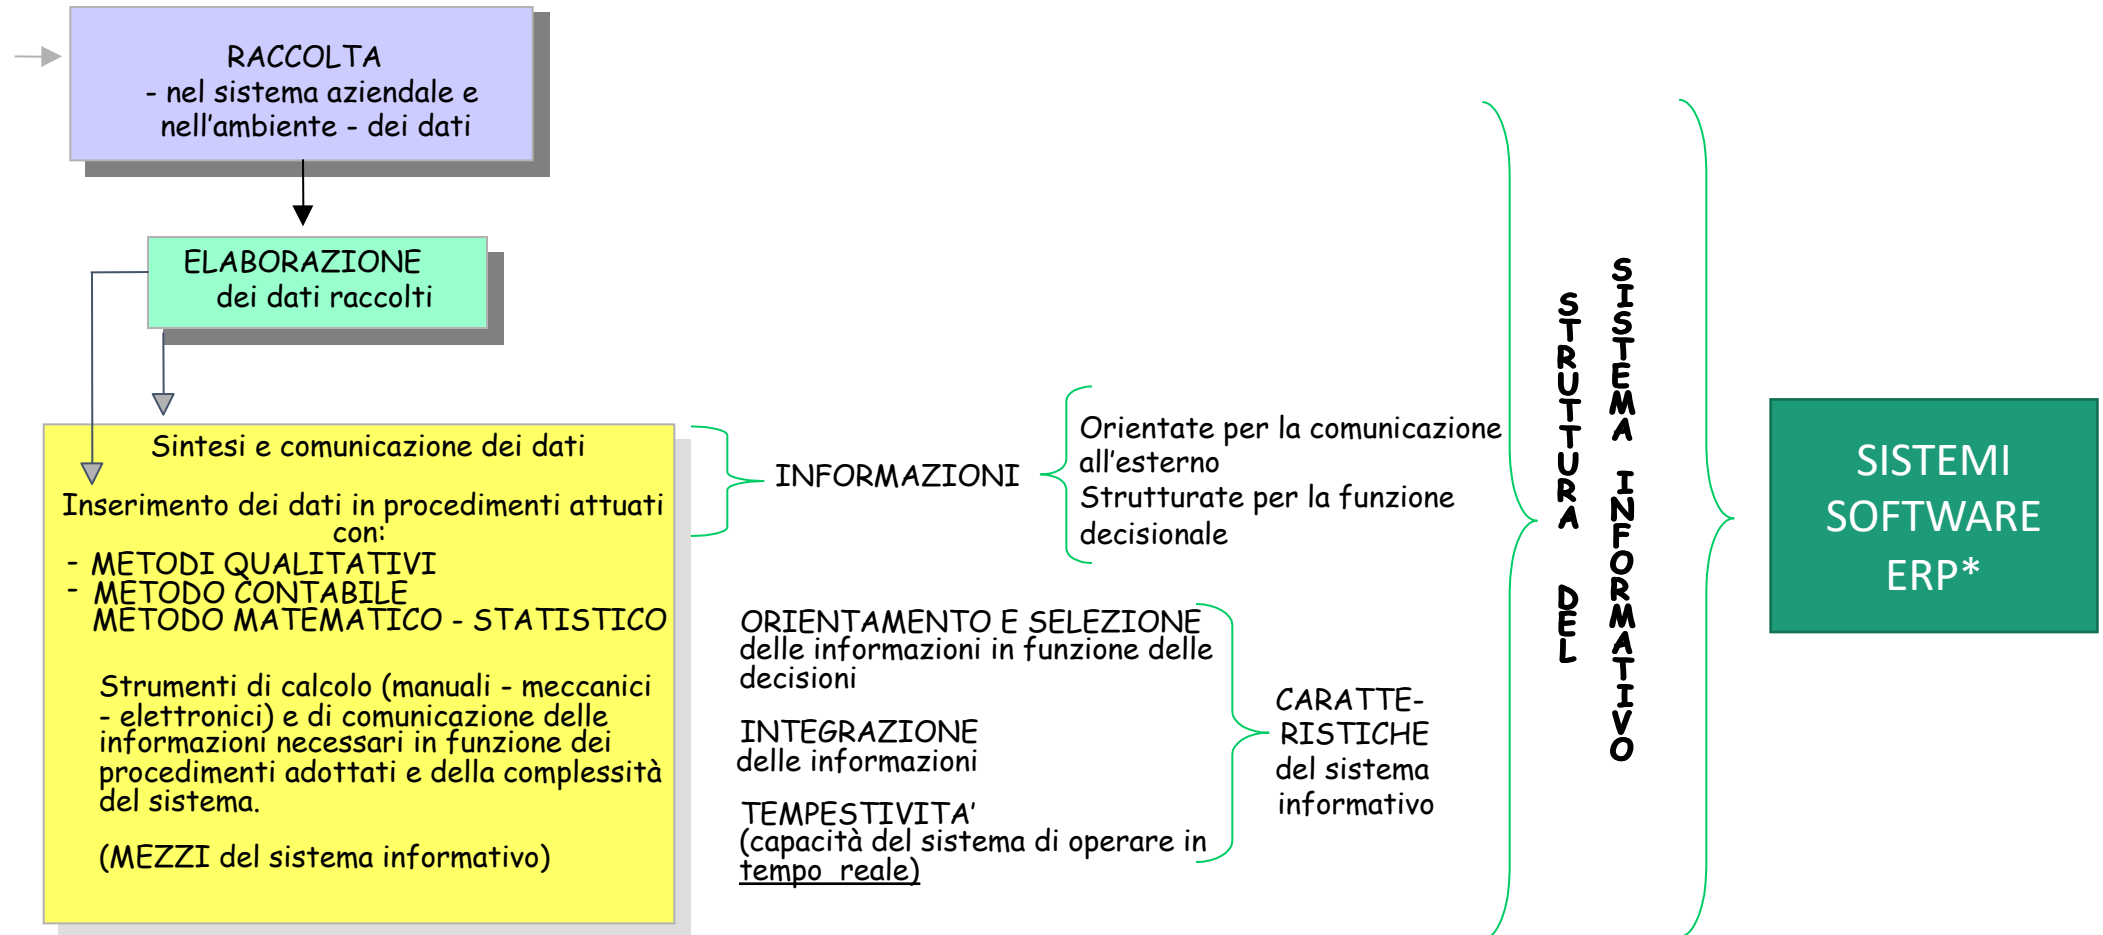 RACCOLTA
- nel sistema aziendale e
nell'ambiente - dei dati
ELABORAZIONE
dei dati raccolti
Sintesi e comunicazione dei dati
Inserimento dei dati in procedimenti attuati
con:
- METODI QUALITATIVI
- METODO CONTABILE
METODO MATEMATICO - STATISTICO
Strumenti di calcolo (manuali - meccanici
- elettronici) e di comunicazione delle
informazioni necessari in funzione dei
procedimenti adottati e della complessità
del sistema.
(MEZZI del sistema informativo)
INFORMAZIONI
Orientate per la comunicazione
all'esterno
Strutturate per la funzione
decisionale
ORIENTAMENTO E SELEZIONE
delle informazioni in funzione delle
decisioni
INTEGRAZIONE
delle informazioni
TEMPESTIVITA'
(capacità del sistema di operare in
tempo reale)
CARATTE-
RISTICHE
del sistema
informativo
STRUTTURA DEL
SISTEMA INFORMATIVO
SISTEMI
SOFTWARE
ERP*